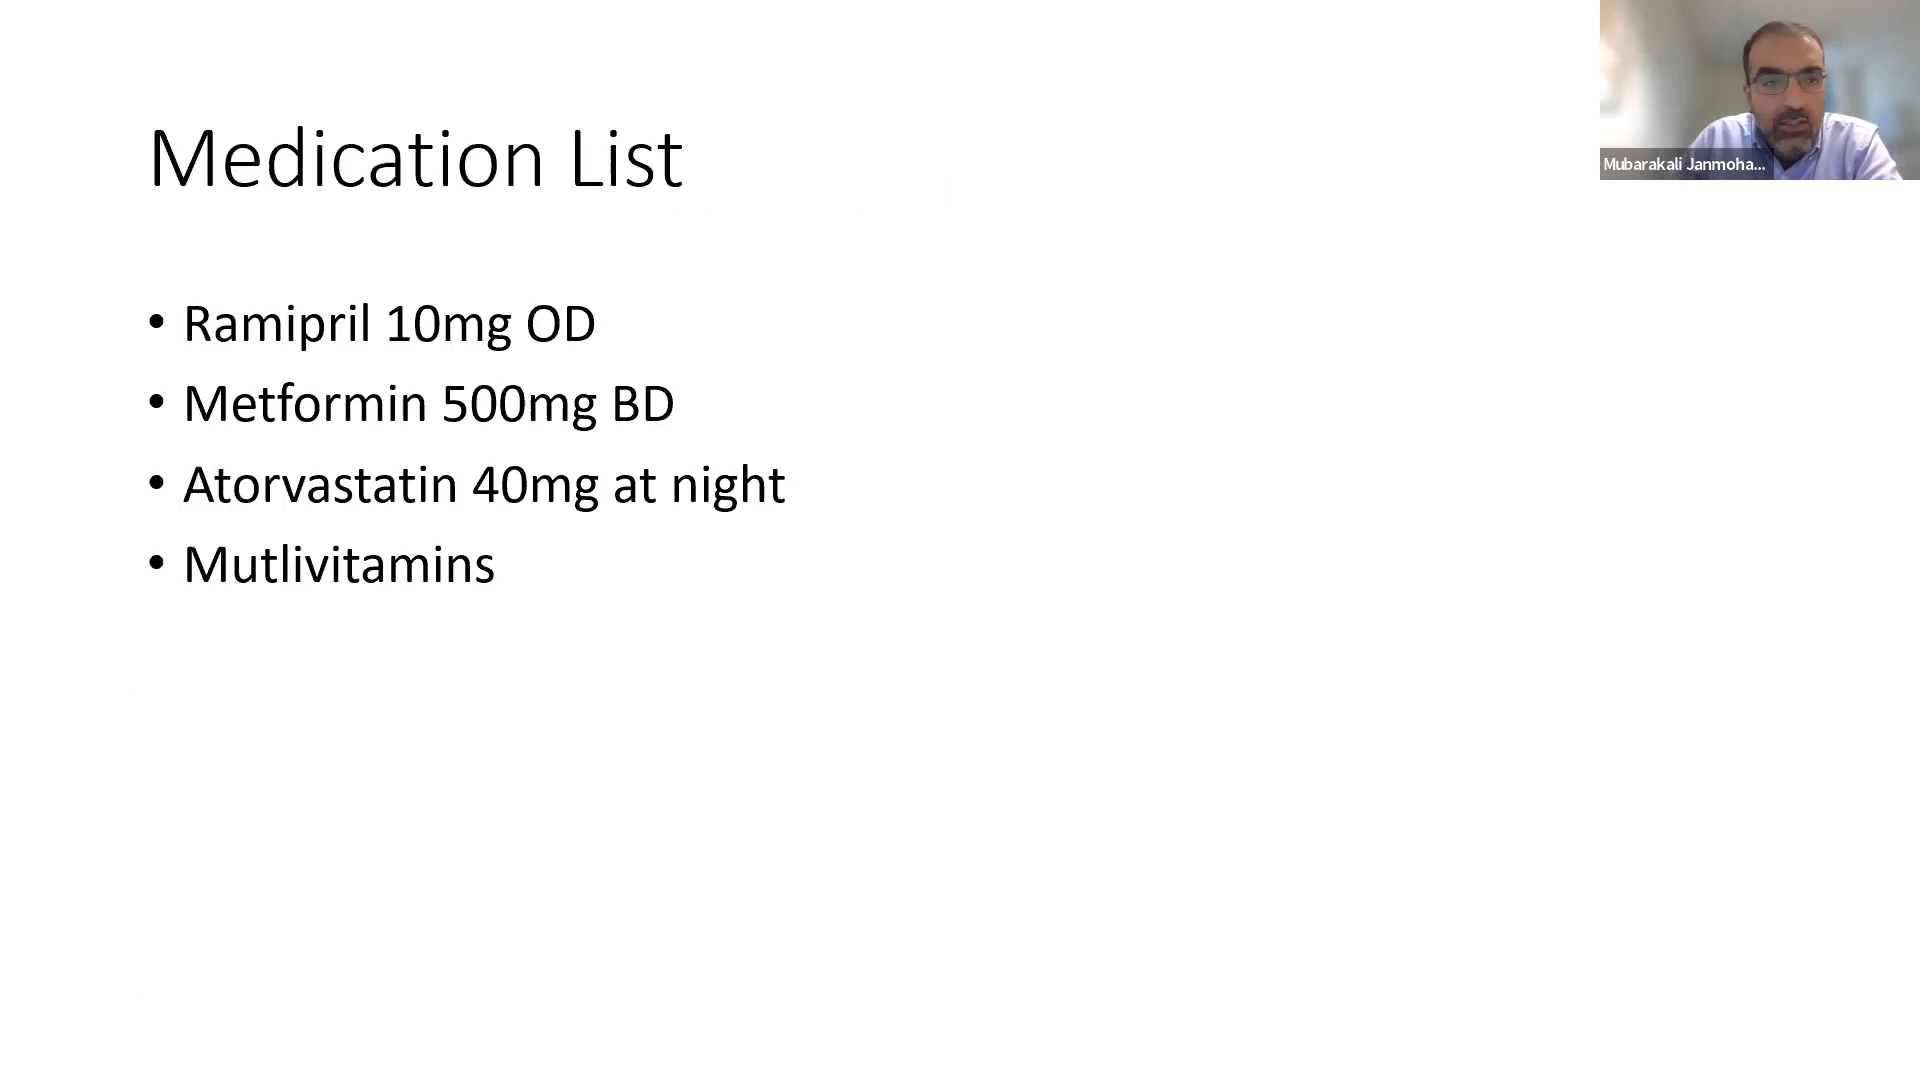 Medication List
• Ramipril 10mg OD
• Metformin 500mg BD
• Atorvastatin 40mg at night
• Mutlivitamins
Mubarakali Janmoha...